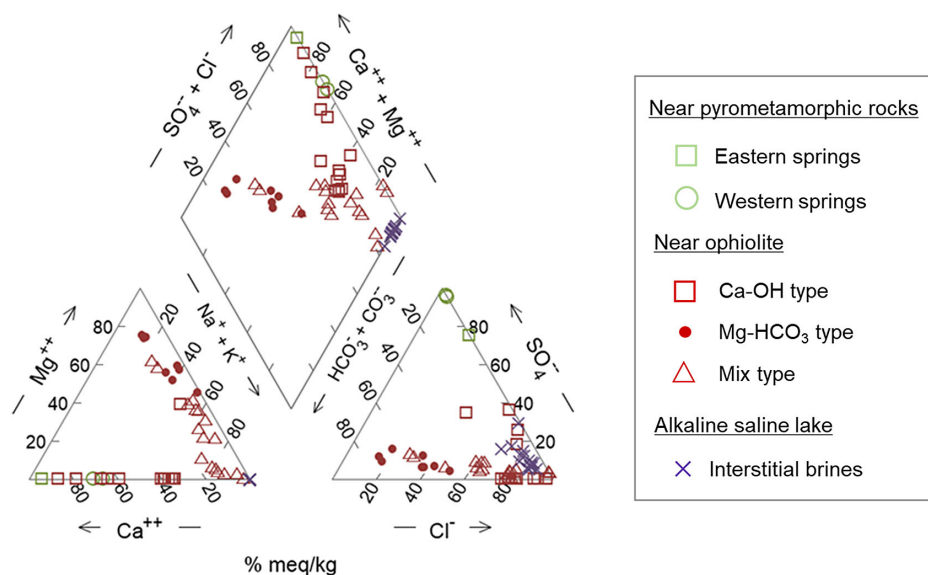 80
80
SO₄⁻⁻ + Cl⁻
Ca⁺⁺ + Mg⁺⁺
60
60
40
40
20
20
Near pyrometamorphic rocks
Eastern springs
Western springs
Near ophiolite
Ca-OH type
Mg-HCO₃ type
Mix type
Alkaline saline lake
Interstitial brines
Mg⁺⁺
Na⁺ + K⁺
HCO₃⁻ + CO₃⁻
SO₄⁻⁻
80
60
40
20
20
40
60
80
80
60
40
20
20
40
60
80
80
60
40
20
20
40
60
80
Ca⁺⁺
Cl⁻
% meq/kg